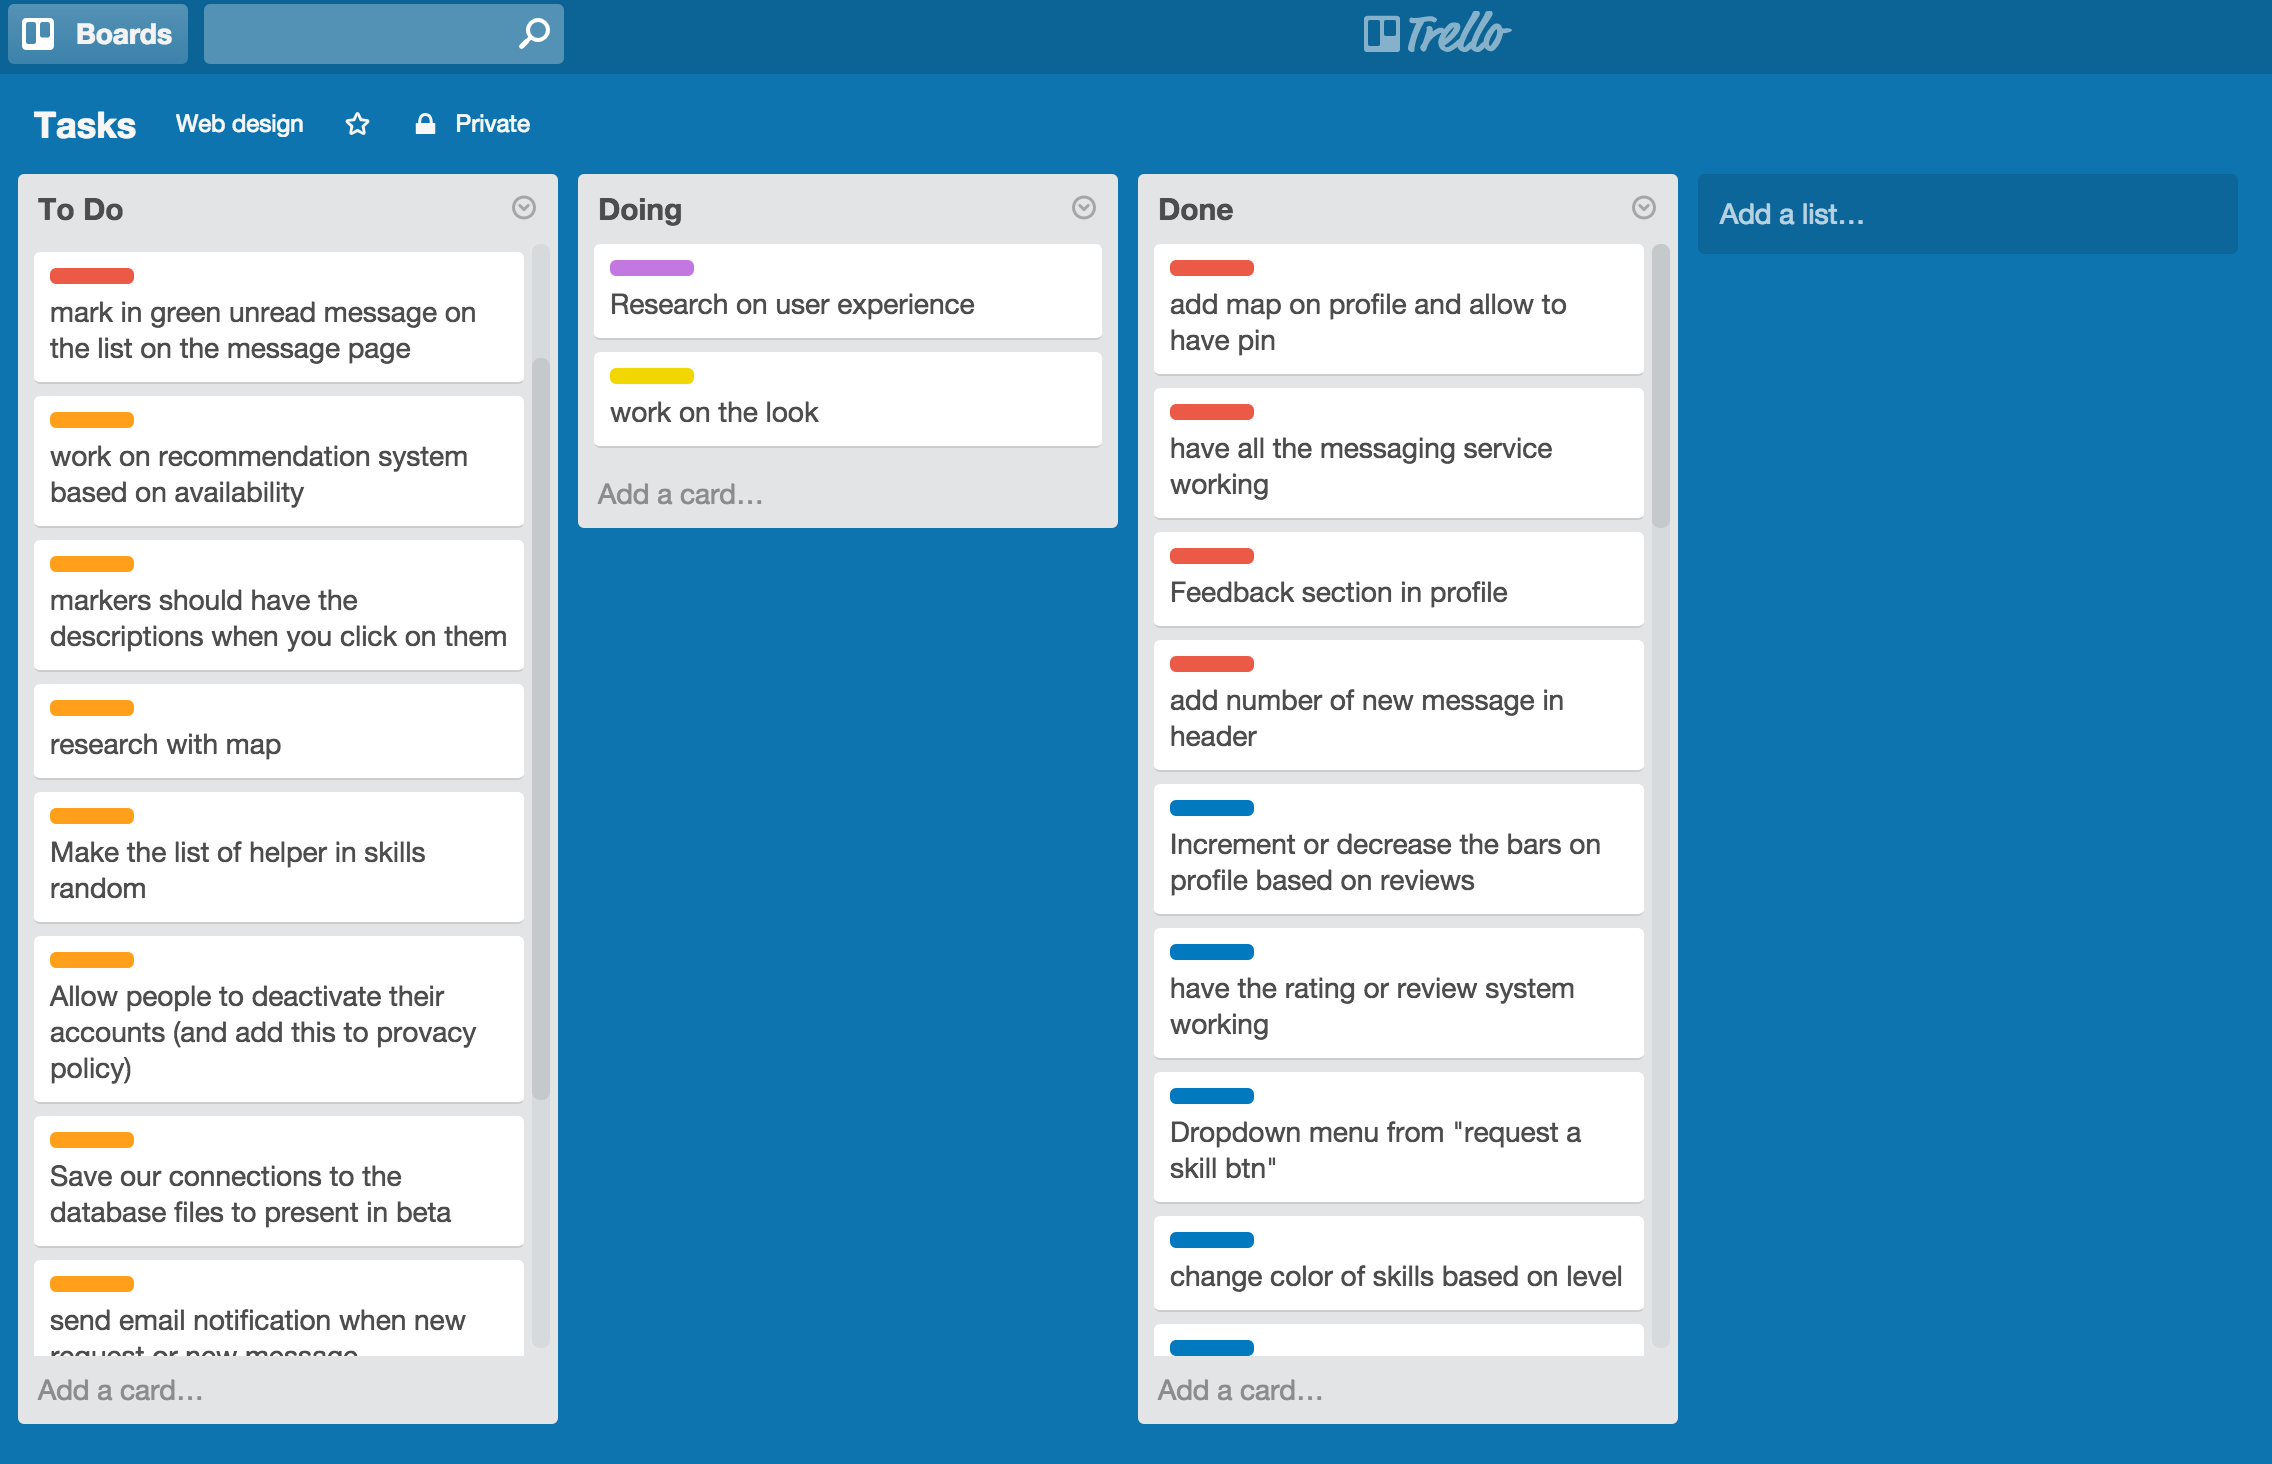 Boards
Trello
Tasks
Web design
Private
To Do
mark in green unread message on
the list on the message page
work on recommendation system
based on availability
markers should have the
descriptions when you click on them
research with map
Make the list of helper in skills
random
Allow people to deactivate their
accounts (and add this to provacy
policy)
Save our connections to the
database files to present in beta
send email notification when new
request or new message
Add a card...
Doing
Research on user experience
work on the look
Add a card...
Done
add map on profile and allow to
have pin
have all the messaging service
working
Feedback section in profile
add number of new message in
header
Increment or decrease the bars on
profile based on reviews
have the rating or review system
working
Dropdown menu from "request a
skill btn"
change color of skills based on level
Add a card...
Add a list...